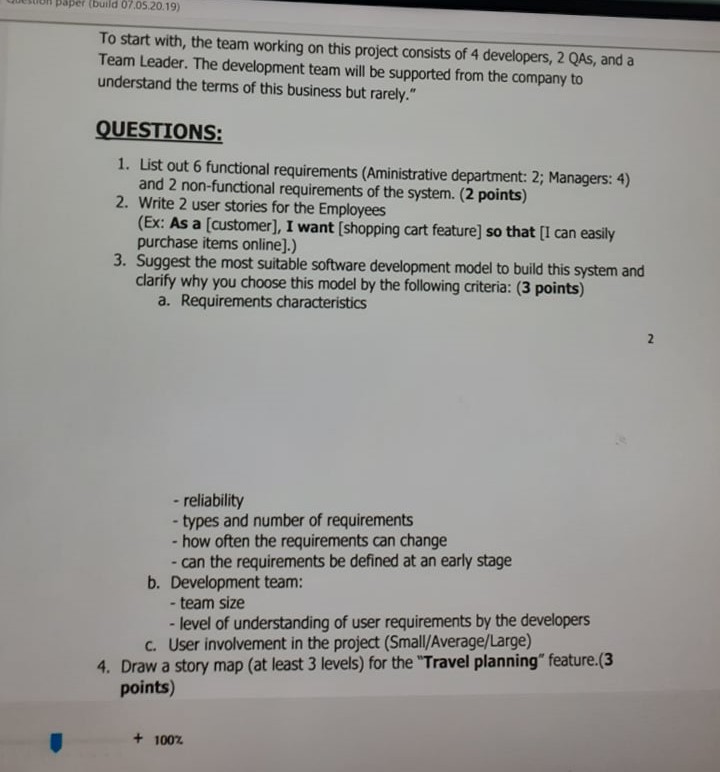 Question paper (build 07.05.20.19)
To start with, the team working on this project consists of 4 developers, 2 QAs, and a
Team Leader. The development team will be supported from the company to
understand the terms of this business but rarely."
QUESTIONS:
1. List out 6 functional requirements (Aministrative department: 2; Managers: 4)
and 2 non-functional requirements of the system. (2 points)
2. Write 2 user stories for the Employees
(Ex: As a [customer], I want [shopping cart feature] so that [I can easily
purchase items online].)
3. Suggest the most suitable software development model to build this system and
clarify why you choose this model by the following criteria: (3 points)
a. Requirements characteristics
2
- reliability
- types and number of requirements
- how often the requirements can change
- can the requirements be defined at an early stage
b. Development team:
- team size
- level of understanding of user requirements by the developers
c. User involvement in the project (Small/Average/Large)
4. Draw a story map (at least 3 levels) for the "Travel planning" feature.(3
points)
+ 100%